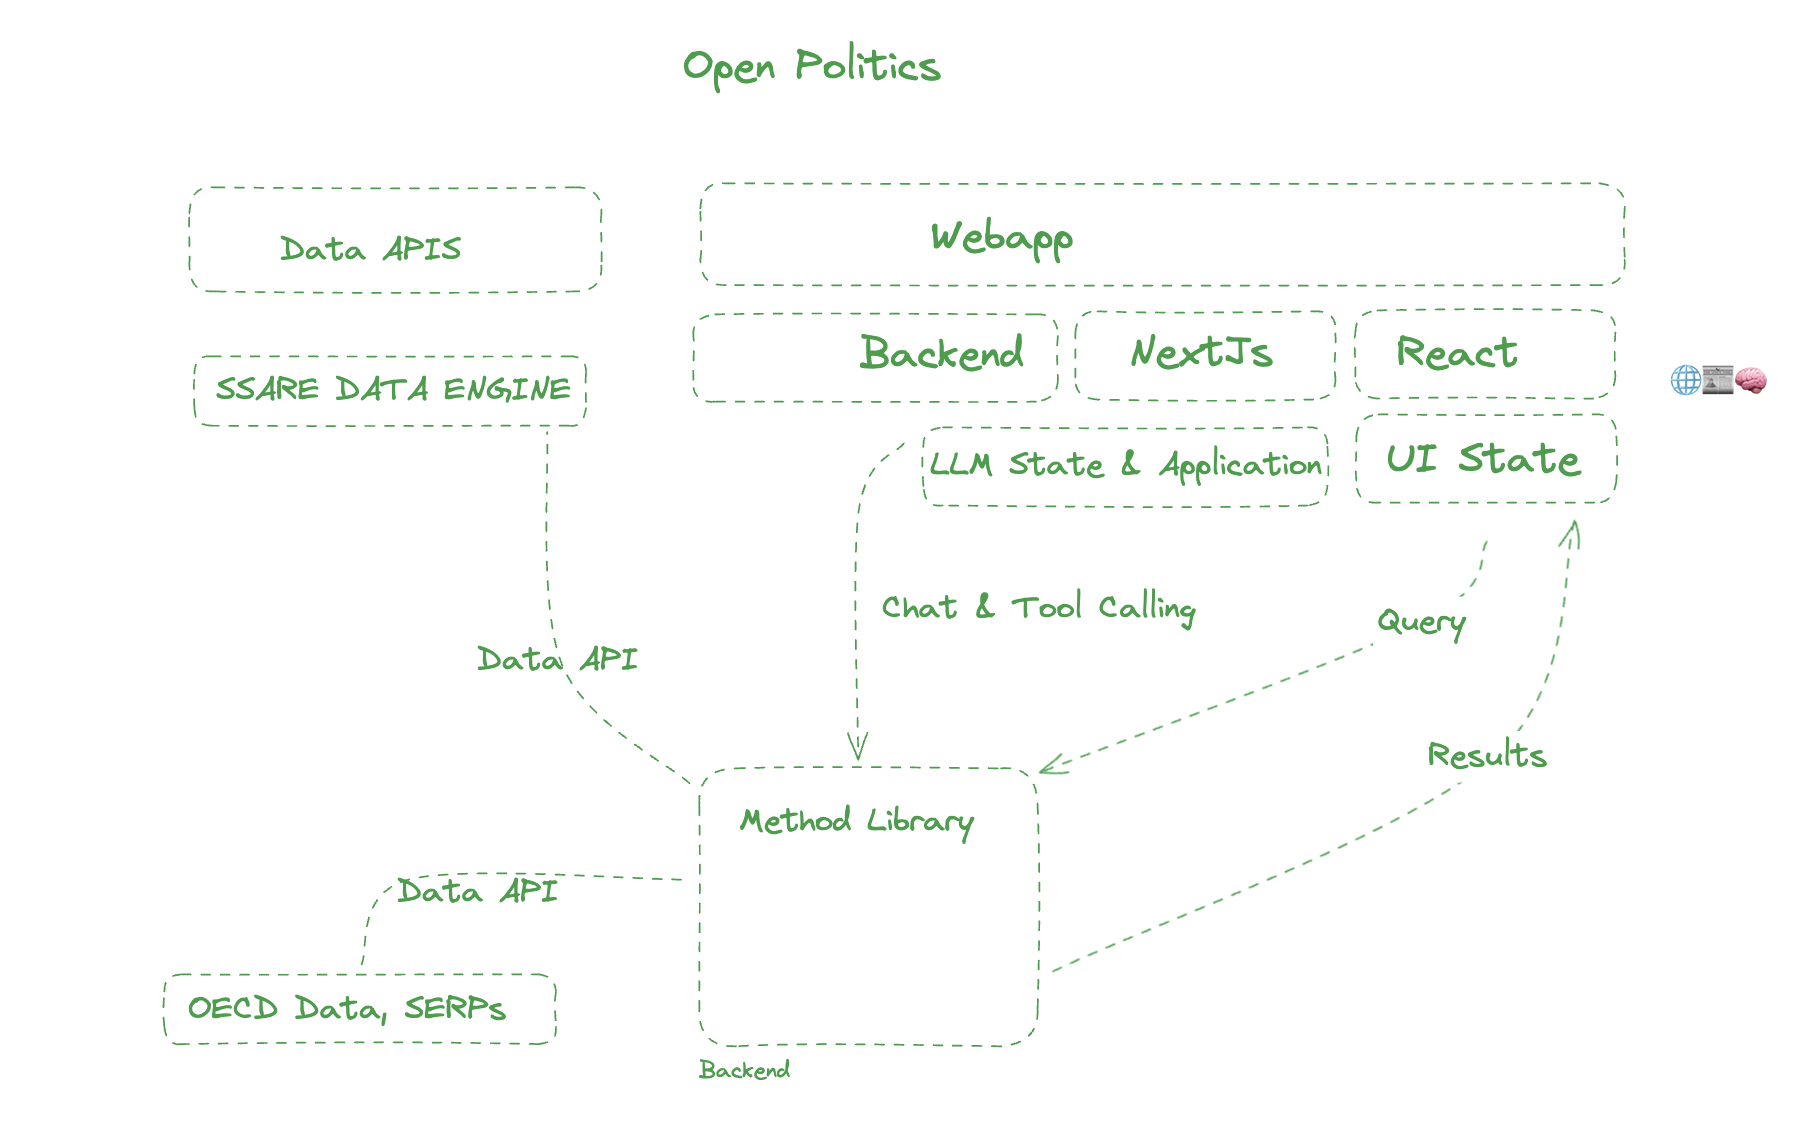 Open Politics
Data APIS
Webapp
Backend
NextJs
React
SSARE DATA ENGINE
LLM State & Application
UI State
Chat & Tool Calling
Query
Data API
Results
Method Library
Data API
OECD Data, SERPs
Backend